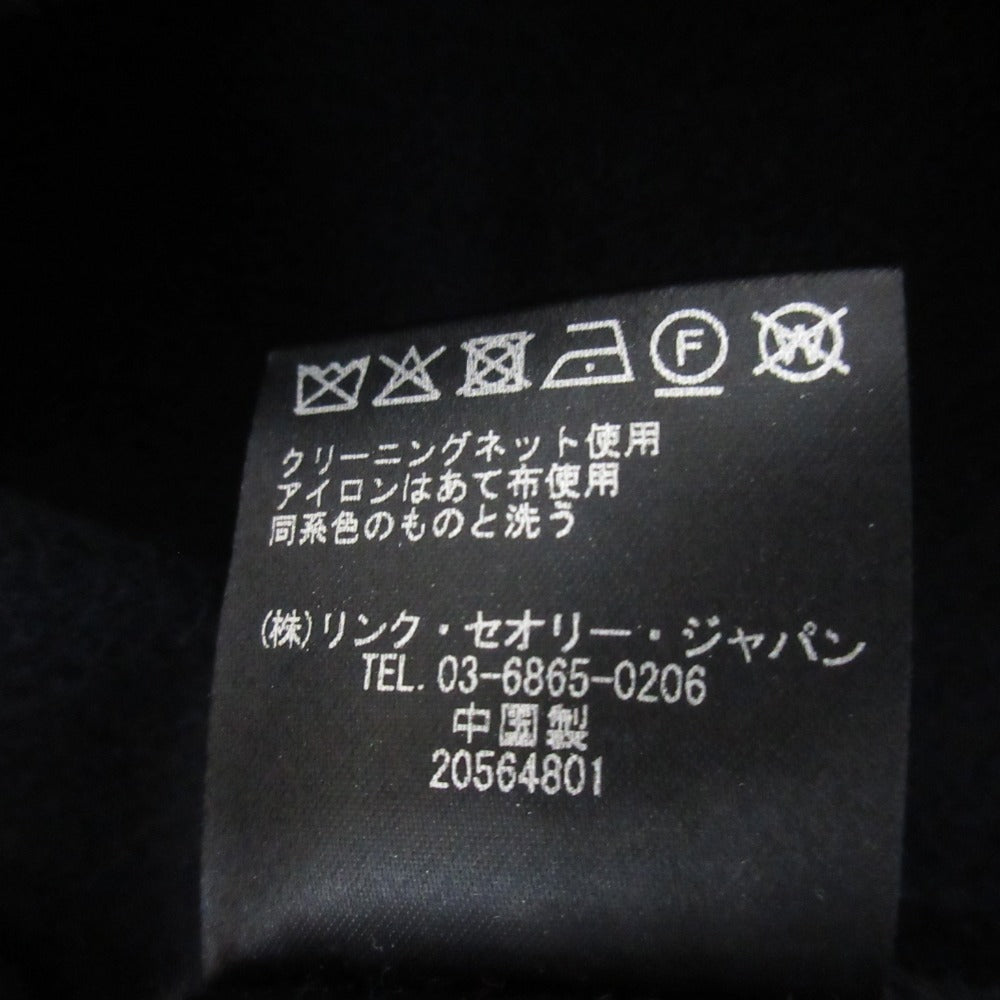 F W
クリーニングネット使用
アイロンはあて布使用
同系色のものと洗う
(株)リンク・セオリー・ジャパン
TEL. 03-6865-0206
中国製
20564801